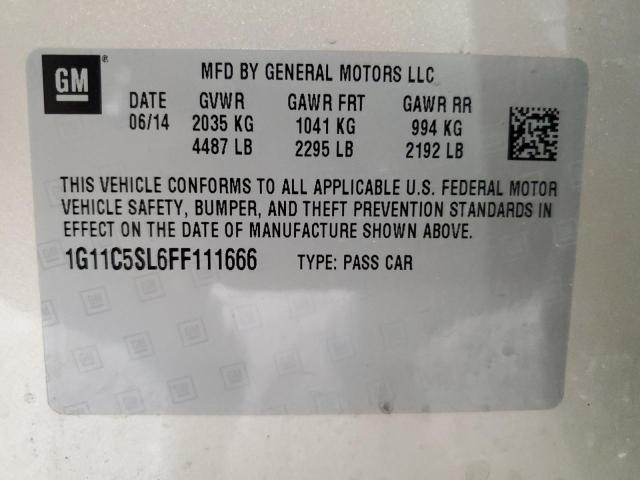 GM ® MFD BY GENERAL MOTORS LLC
DATE GVWR GAWR FRT GAWR RR
06/14 2035 KG 1041 KG 994 KG
4487 LB 2295 LB 2192 LB
THIS VEHICLE CONFORMS TO ALL APPLICABLE U.S. FEDERAL MOTOR
VEHICLE SAFETY, BUMPER, AND THEFT PREVENTION STANDARDS IN
EFFECT ON THE DATE OF MANUFACTURE SHOWN ABOVE.
1G11C5SL6FF111666 TYPE: PASS CAR